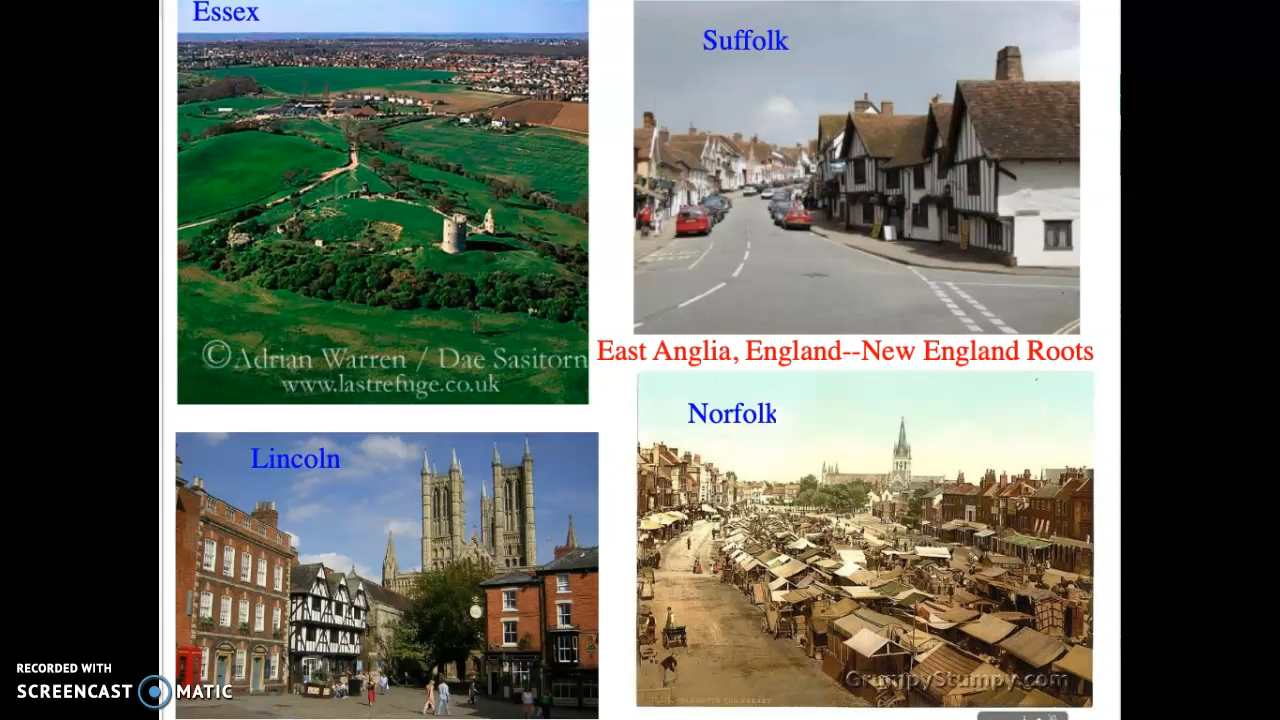 Essex
Suffolk
©Adrian Warren / Dae Sasitorn
www.lastrefuge.co.uk
East Anglia, England--New England Roots
Norfolk
Lincoln
GrumpyStumpy.com
RECORDED WITH
SCREENCAST MATIC